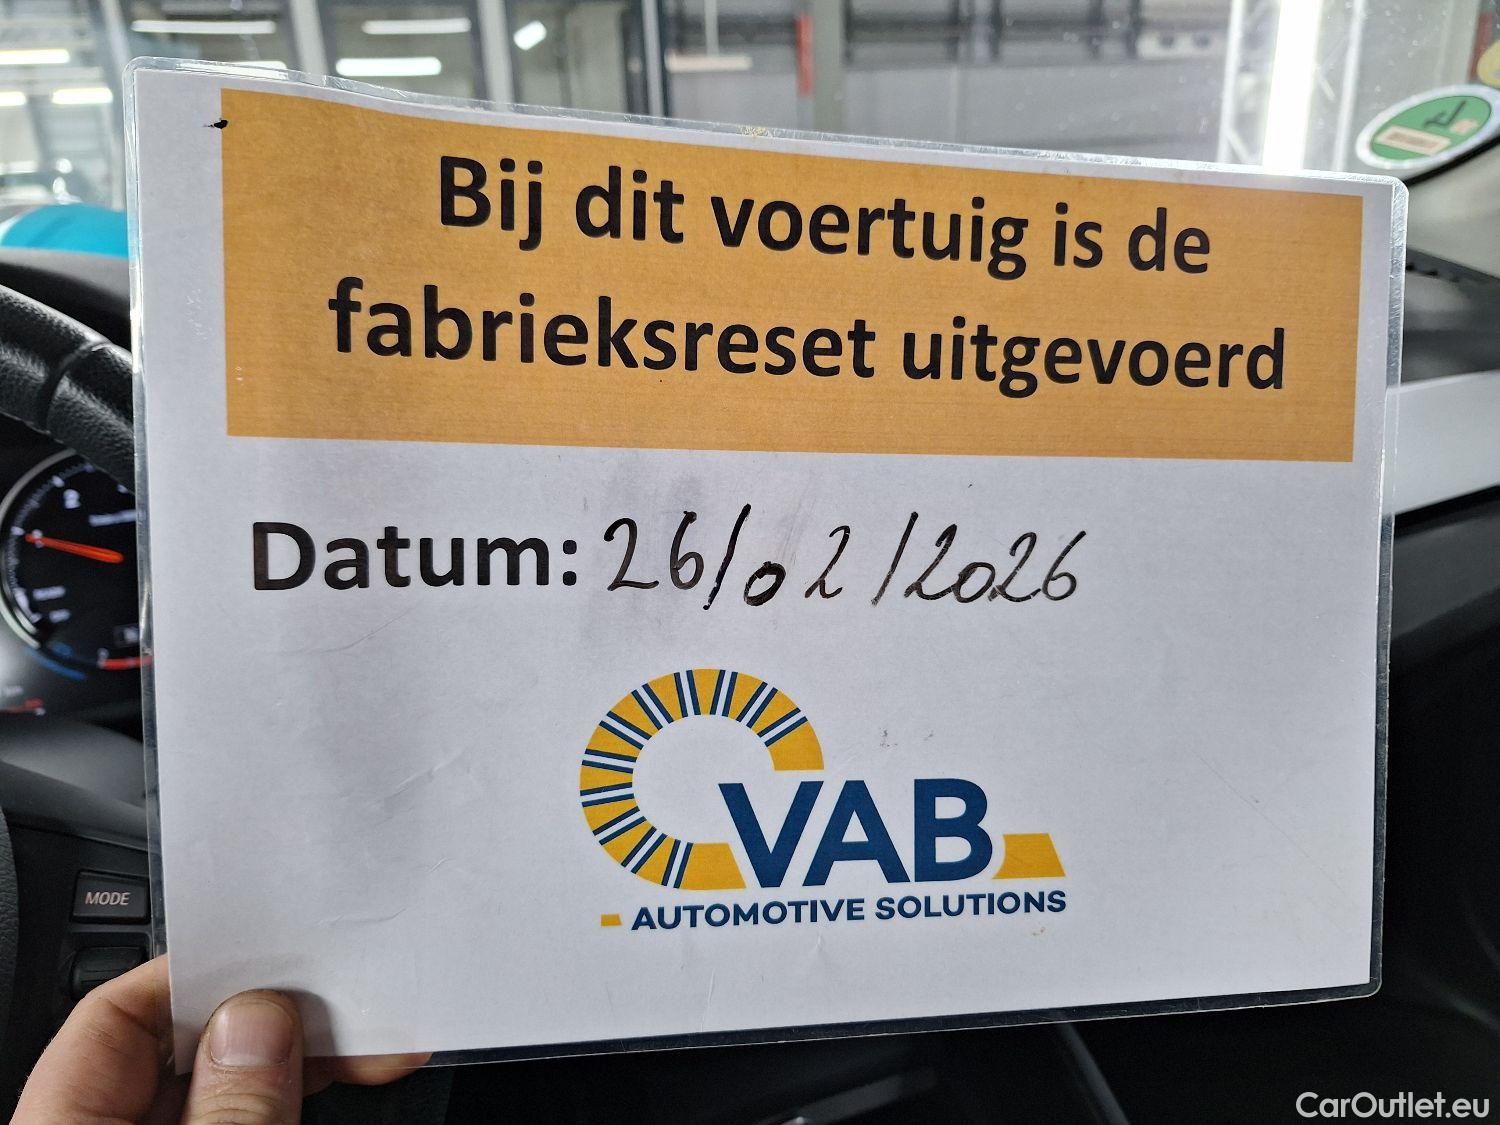 Bij dit voertuig is de
fabrieksreset uitgevoerd
Datum: 26/02/2026
VAB
AUTOMOTIVE SOLUTIONS
MODE
CarOutlet.eu